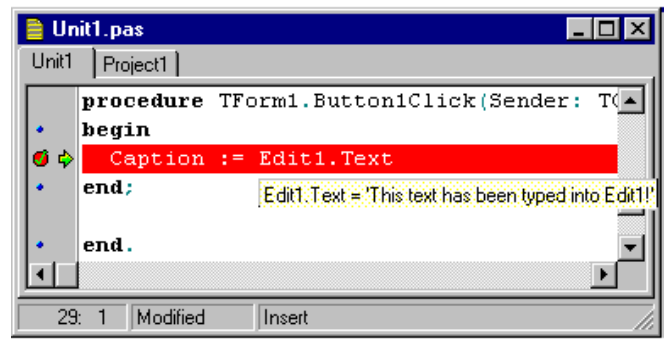 Unit1.pas
Unit1 Project1
procedure TForm1.Button1Click(Sender: TO
begin
Caption := Edit1.Text
end;
Edit1.Text = 'This text has been typed into Edit1!'
end.
29: 1 Modified Insert